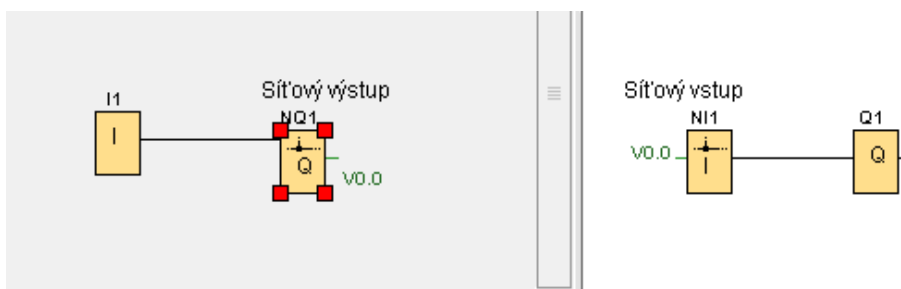 Síťový výstup
I1
NQ1
I
Q
V0.0
Síťový vstup
NI1
Q1
V0.0
I
Q